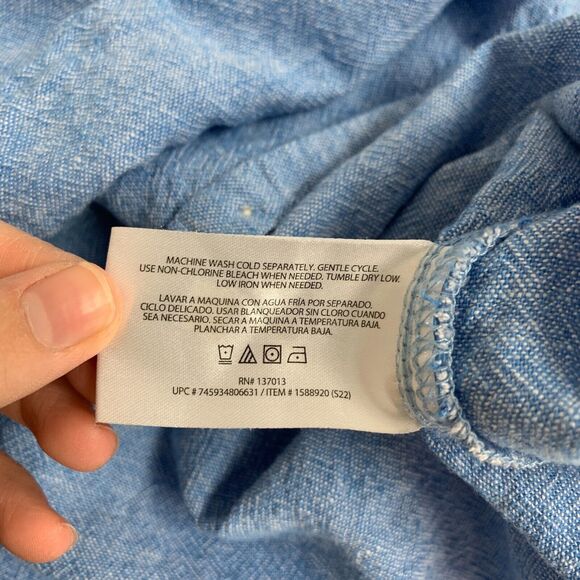 MACHINE WASH COLD SEPARATELY. GENTLE CYCLE.
USE NON-CHLORINE BLEACH WHEN NEEDED. TUMBLE DRY LOW.
LOW IRON WHEN NEEDED.
LAVAR A MAQUINA CON AGUA FRÍA POR SEPARADO.
CICLO DELICADO. USAR BLANQUEADOR SIN CLORO CUANDO
SEA NECESARIO. SECAR A MAQUINA A TEMPERATURA BAJA.
PLANCHAR A TEMPERATURA BAJA.
RN# 137013
UPC # 745934806631 / ITEM # 1588920 (S22)